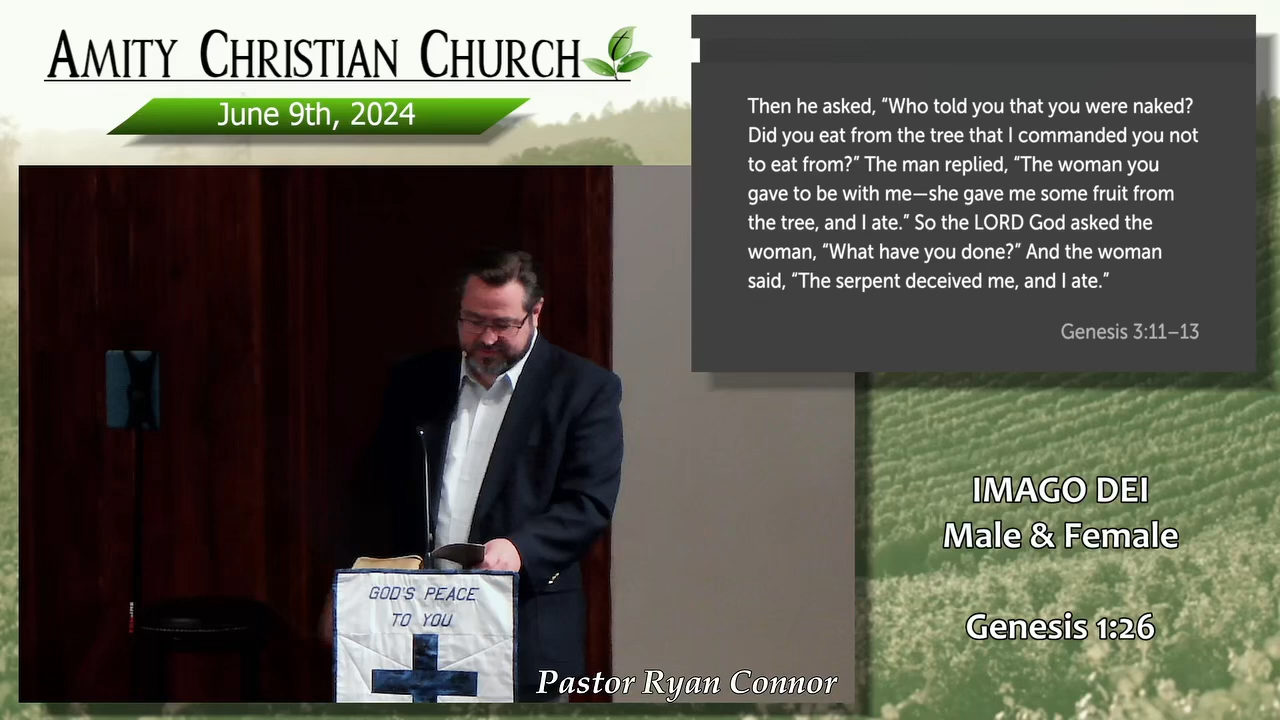 AMITY CHRISTIAN CHURCH
June 9th, 2024
Then he asked, “Who told you that you were naked?
Did you eat from the tree that I commanded you not
to eat from?” The man replied, “The woman you
gave to be with me—she gave me some fruit from
the tree, and I ate.” So the LORD God asked the
woman, “What have you done?” And the woman
said, “The serpent deceived me, and I ate.”
Genesis 3:11–13
IMAGO DEI
Male & Female
Genesis 1:26
GOD'S PEACE
TO YOU
Pastor Ryan Connor